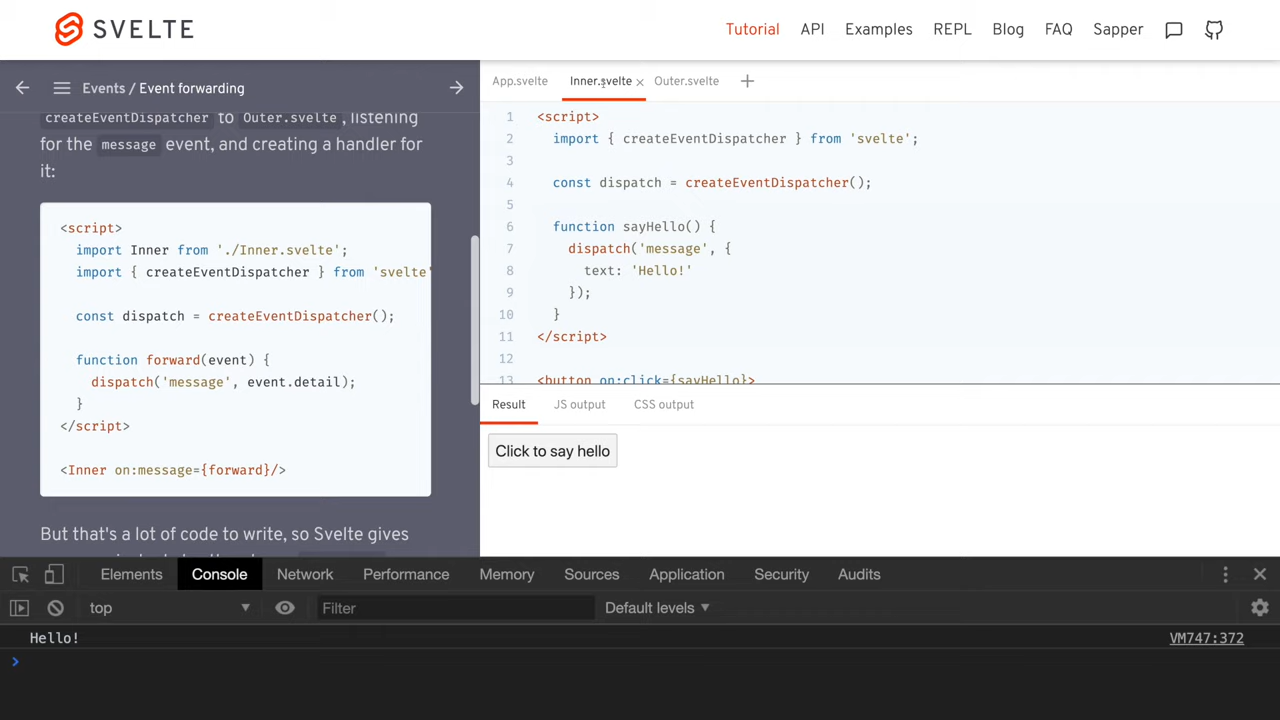 SVELTE
Tutorial API Examples REPL Blog FAQ Sapper
Events / Event forwarding
createEventDispatcher to Outer.svelte, listening
for the message event, and creating a handler for
it:
<script>
import Inner from './Inner.svelte';
import { createEventDispatcher } from 'svelte'
const dispatch = createEventDispatcher();
function forward(event) {
dispatch('message', event.detail);
}
</script>
<Inner on:message={forward}/>
But that's a lot of code to write, so Svelte gives
App.svelte Inner.svelte Outer.svelte
1 <script>
2 import { createEventDispatcher } from 'svelte';
3
4 const dispatch = createEventDispatcher();
5
6 function sayHello() {
7 dispatch('message', {
8 text: 'Hello!'
9 });
10 }
11 </script>
12
13 <button on:click={sayHello}>
Result JS output CSS output
Click to say hello
Elements Console Network Performance Memory Sources Application Security Audits
top Filter Default levels
Hello! VM747:372